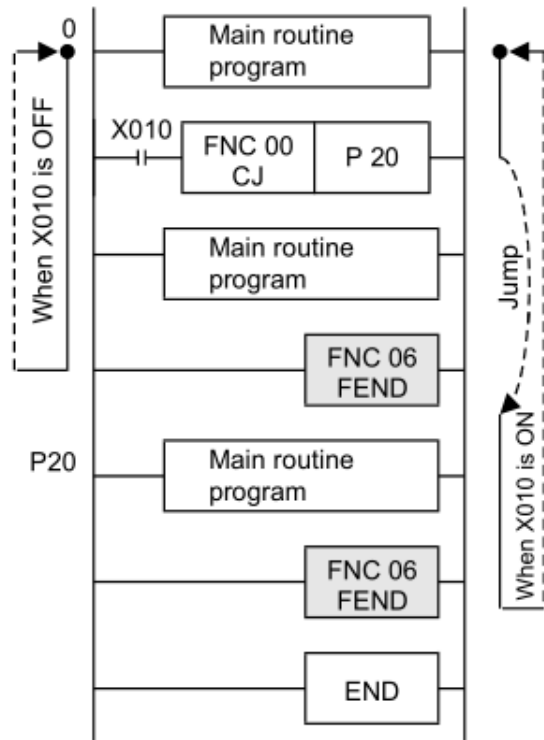 0
Main routine
program
When X010 is OFF
X010
FNC 00
CJ
P 20
Main routine
program
Jump
FNC 06
FEND
P20
Main routine
program
When X010 is ON
FNC 06
FEND
END